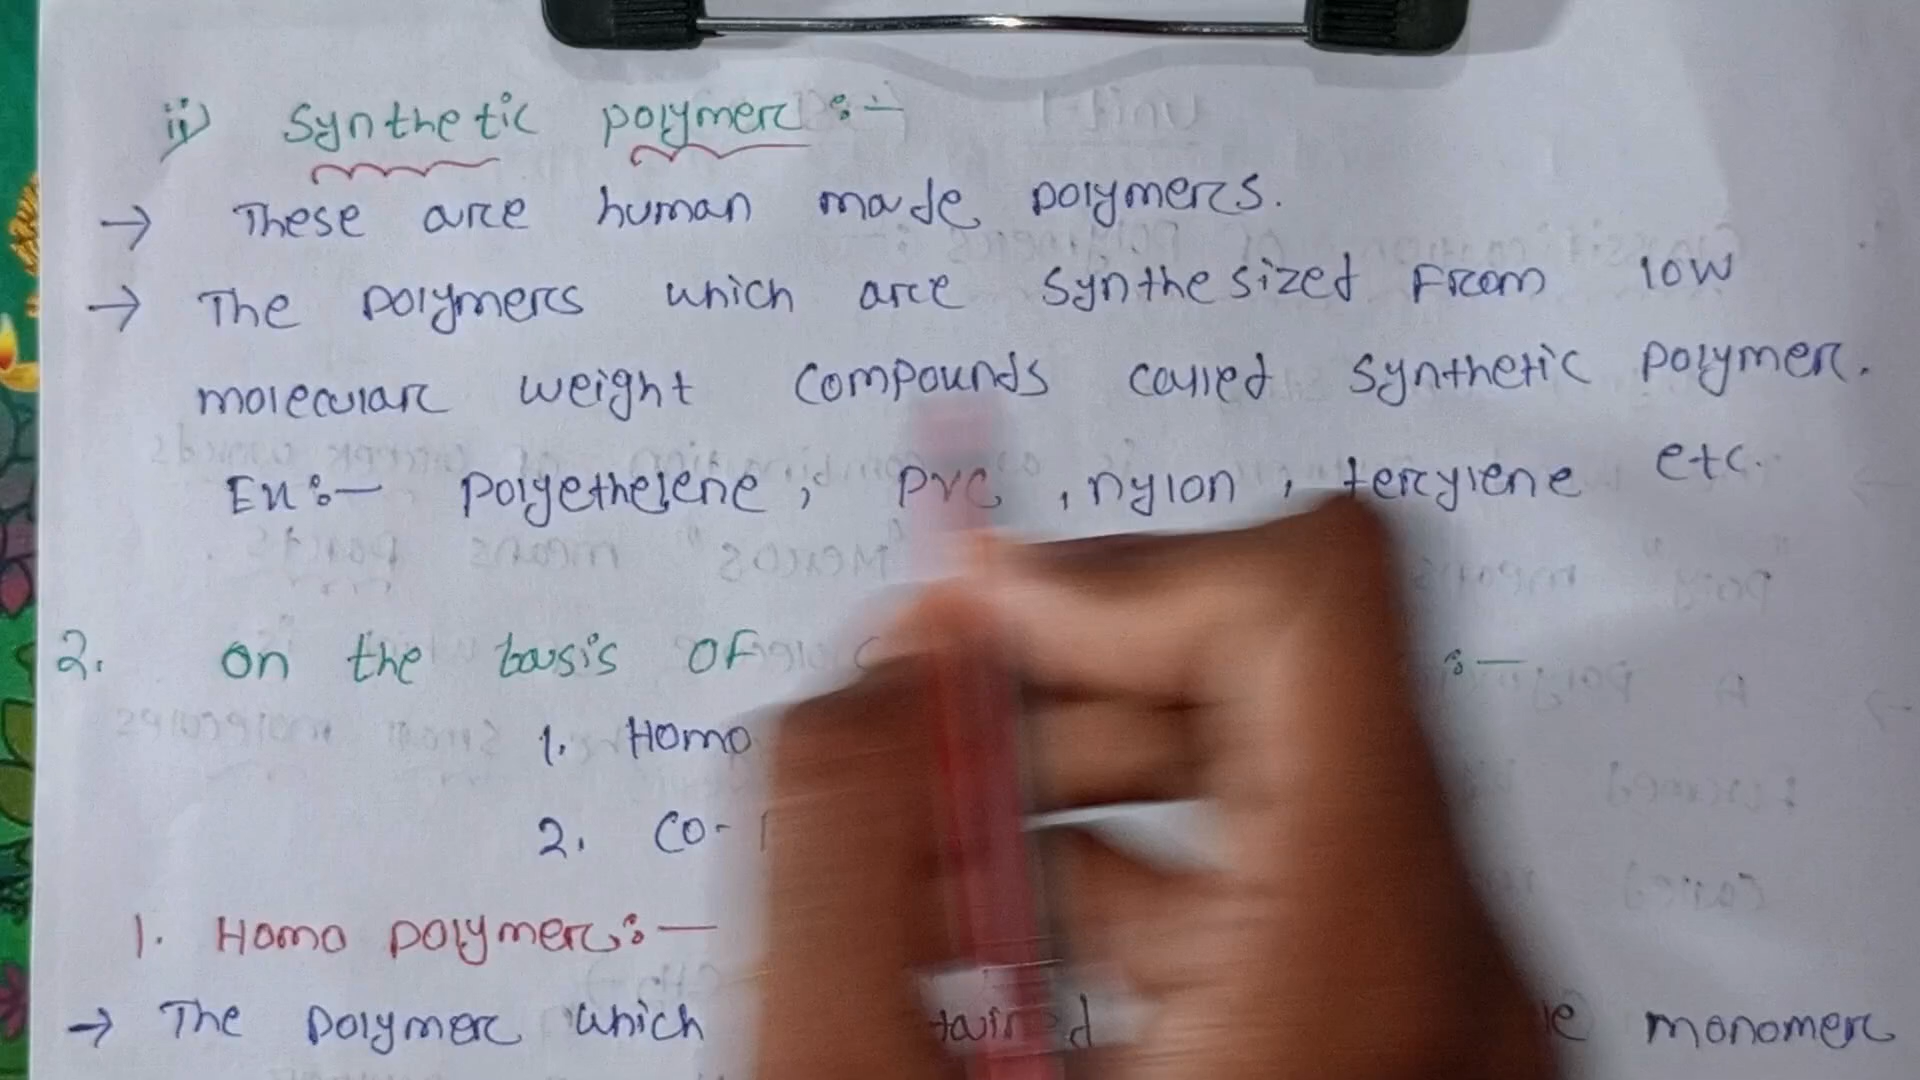 ii) Synthetic polymer :-
→ These are human made polymers.
→ The polymers which are synthesized From low
molecular weight compounds called synthetic polymer.
Ex :- polyethelene, pvc, nylon, terylene etc.
2. on the basis of :-
1. Homo
2. Co-
1. Homo polymer :-
→ The polymer which monomer